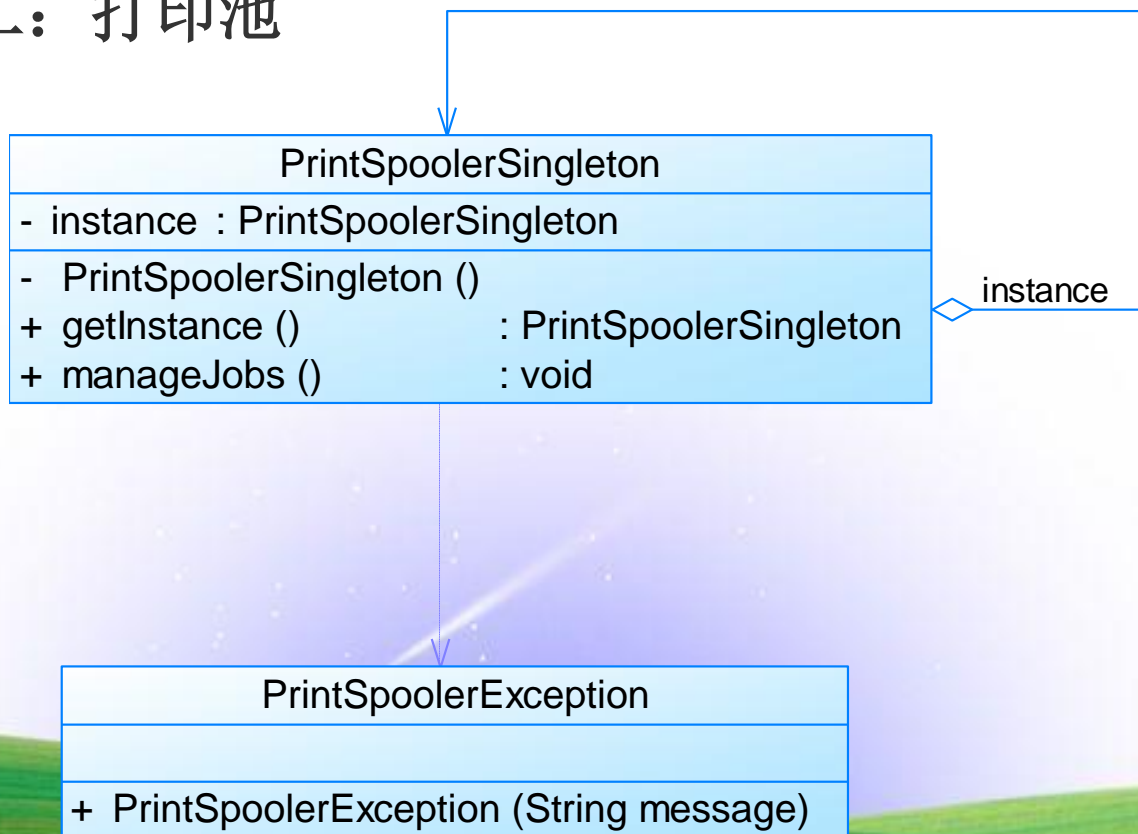 ：打印池
PrintSpoolerSingleton
- instance : PrintSpoolerSingleton
- PrintSpoolerSingleton ()
+ getInstance () : PrintSpoolerSingleton
+ manageJobs () : void
instance
PrintSpoolerException
+ PrintSpoolerException (String message)